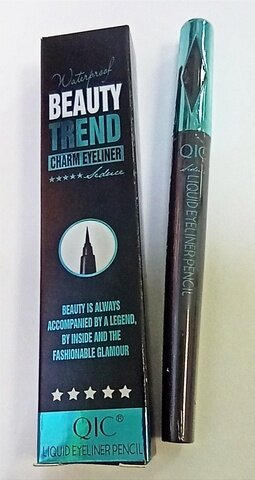 Waterproof
BEAUTY
TREND
CHARM EYELINER
Seduce
BEAUTY IS ALWAYS
ACCOMPANIED BY A LEGEND,
BY INSIDE AND THE
FASHIONABLE GLAMOUR
QIC®
LIQUID EYELINER PENCIL
QIC
LIQUID EYELINER PENCIL